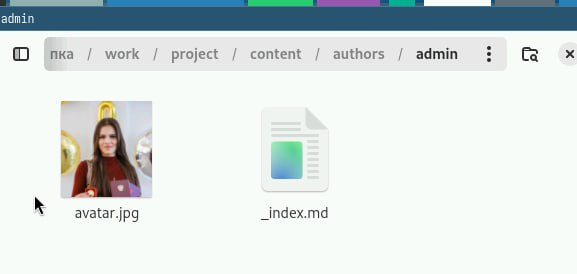 admin
пка / work / project / content / authors / admin
avatar.jpg
_index.md